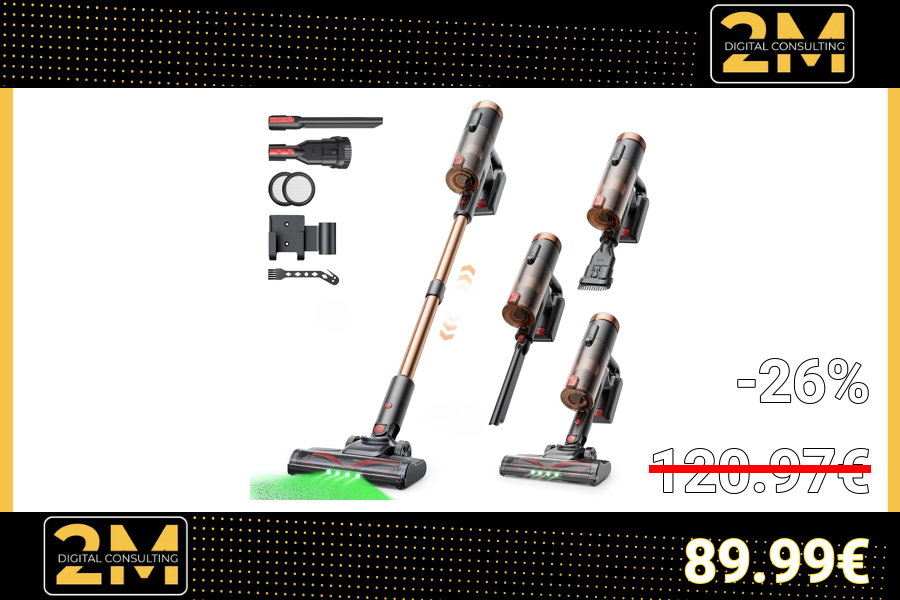 2M
DIGITAL CONSULTING
-26%
120.97€
2M
DIGITAL CONSULTING
89.99€